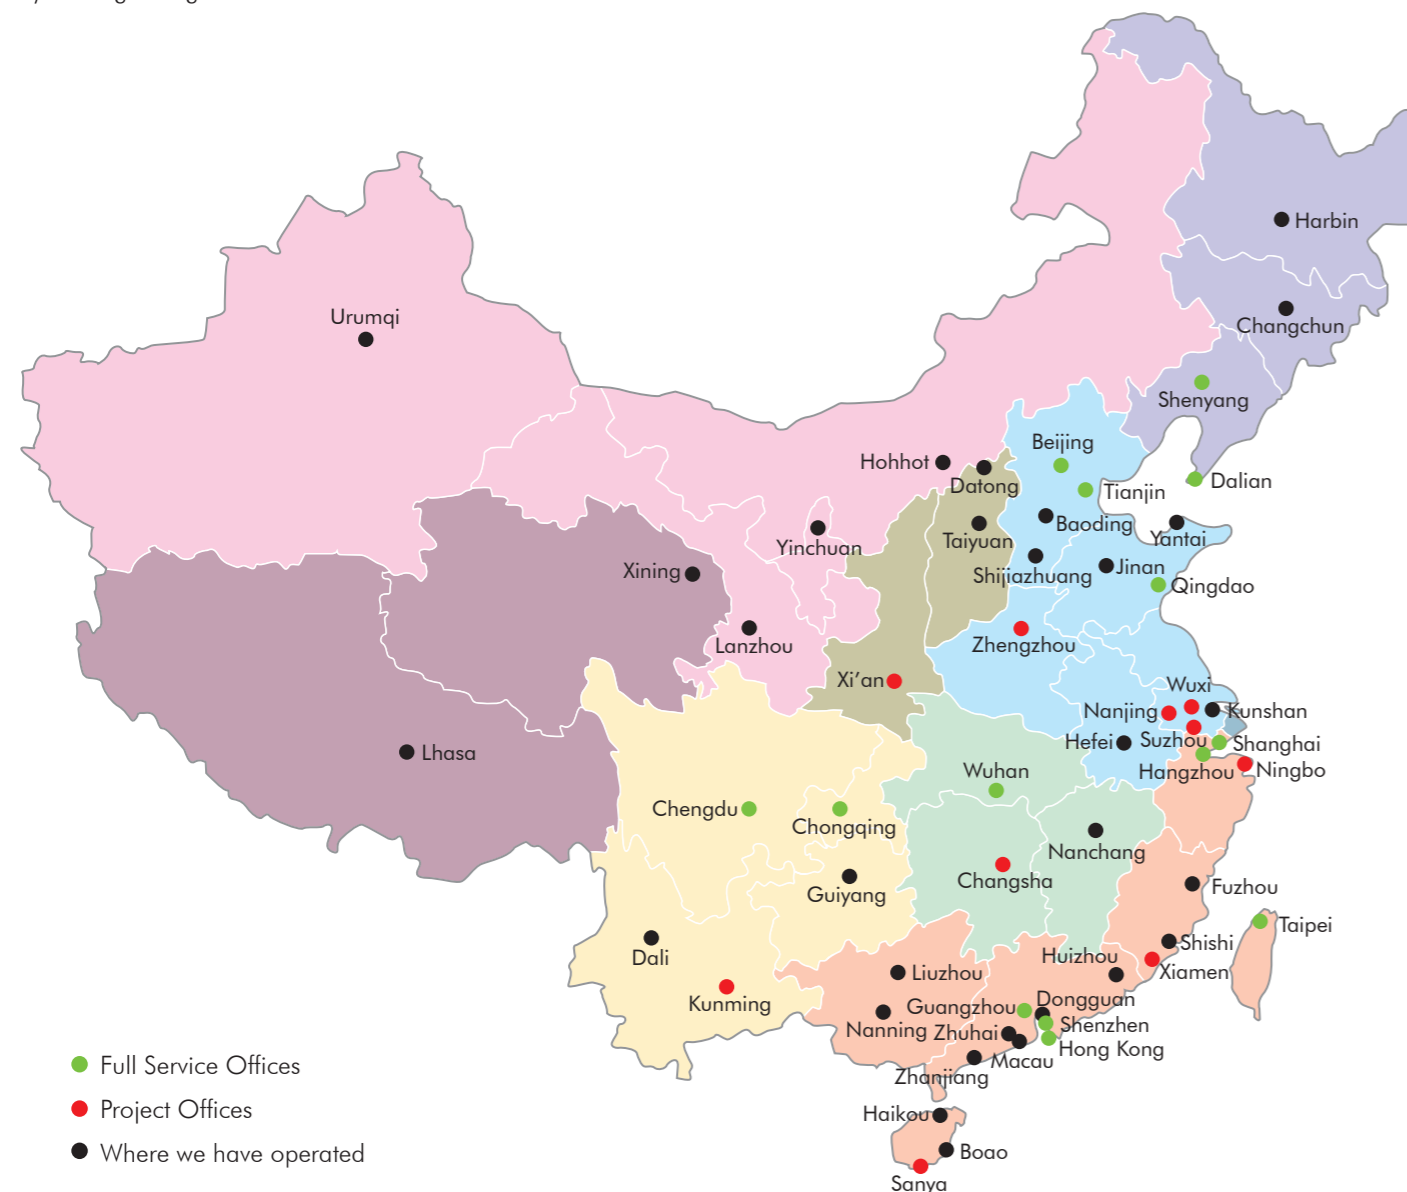 Harbin
Urumqi
Changchun
Shenyang
Beijing
Hohhot
Datong
Tianjin
Dalian
Baoding
Yantai
Taiyuan
Yinchuan
Xining
Shijiazhuang
Jinan
Qingdao
Lanzhou
Zhengzhou
Xi’an
Wuxi
Nanjing
Kunshan
Hefei
Suzhou
Shanghai
Lhasa
Hangzhou
Ningbo
Wuhan
Chengdu
Chongqing
Nanchang
Changsha
Guiyang
Fuzhou
Taipei
Shishi
Dali
Huizhou
Xiamen
Liuzhou
Kunming
Dongguan
Guangzhou
Shenzhen
Nanning
Zhuhai
Hong Kong
Macau
Zhanjiang
Haikou
Boao
Sanya
Full Service Offices
Project Offices
Where we have operated